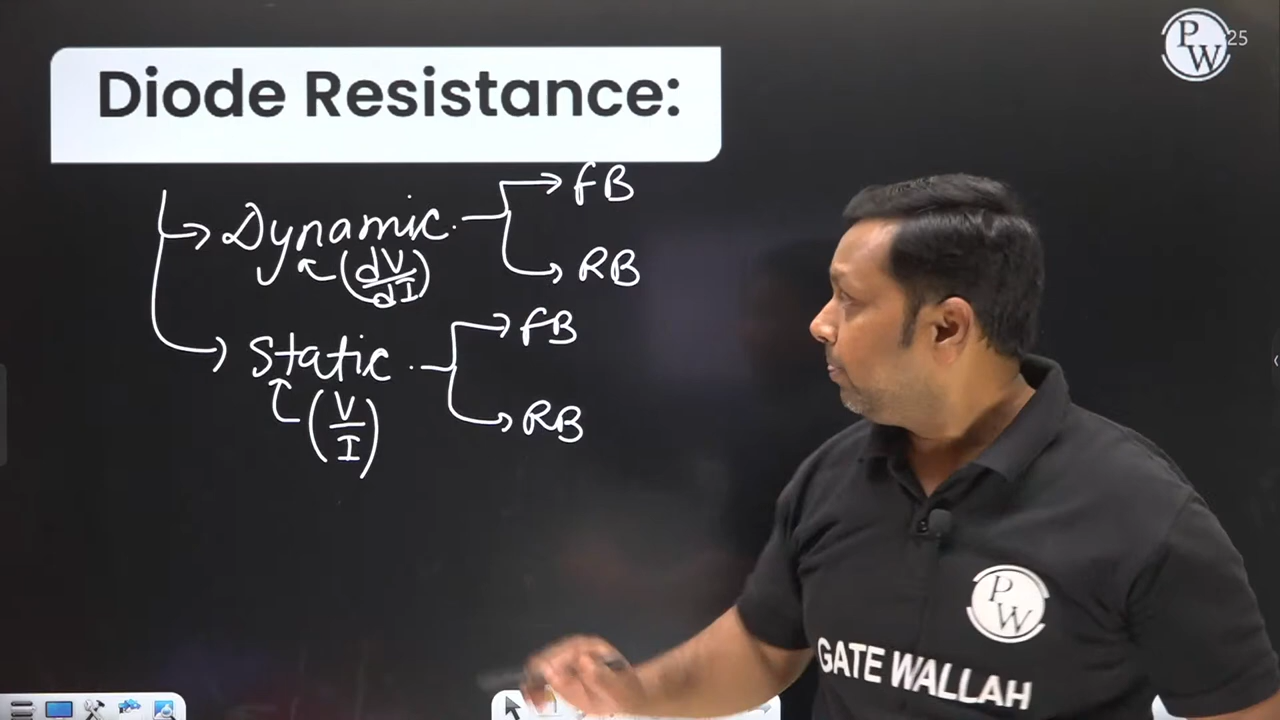 Diode Resistance:
PW 25
FB
Dynamic
(dV/dI)
RB
FB
Static
(V/I)
RB
PW
GATE WALLAH